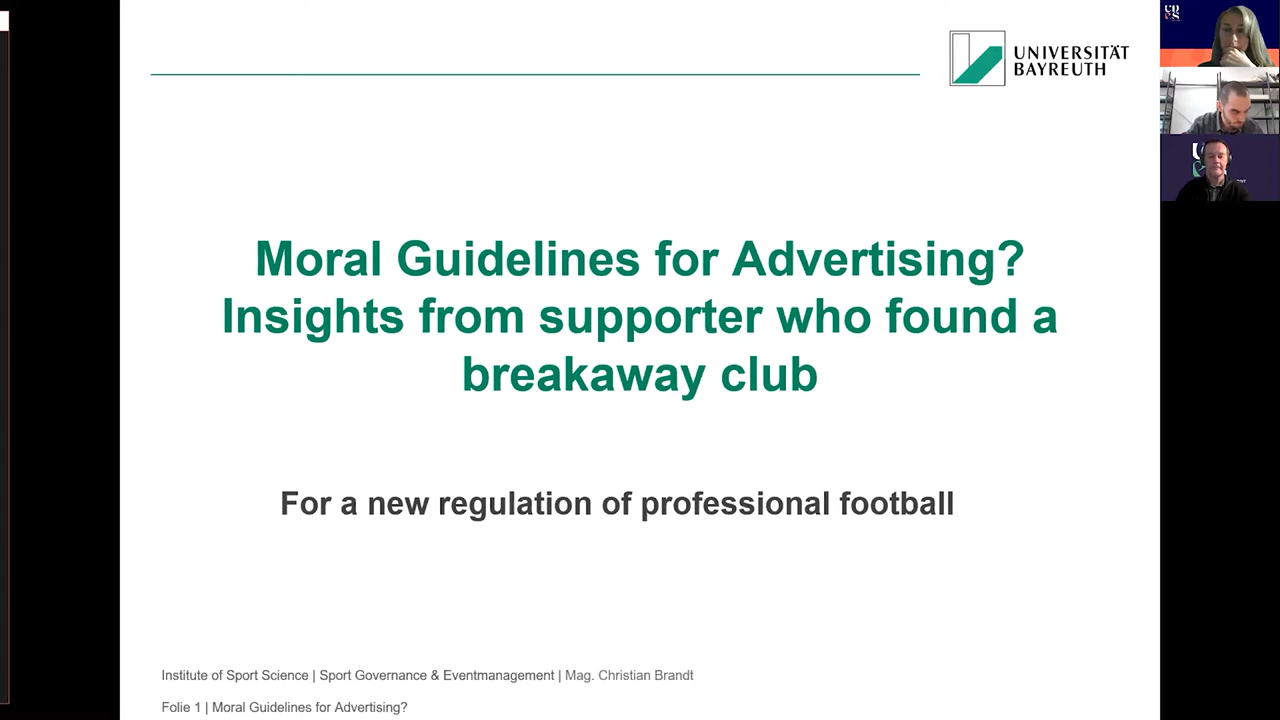 UNIVERSITÄT
BAYREUTH
Moral Guidelines for Advertising?
Insights from supporter who found a
breakaway club
For a new regulation of professional football
Institute of Sport Science | Sport Governance & Eventmanagement | Mag. Christian Brandt
Folie 1 | Moral Guidelines for Advertising?